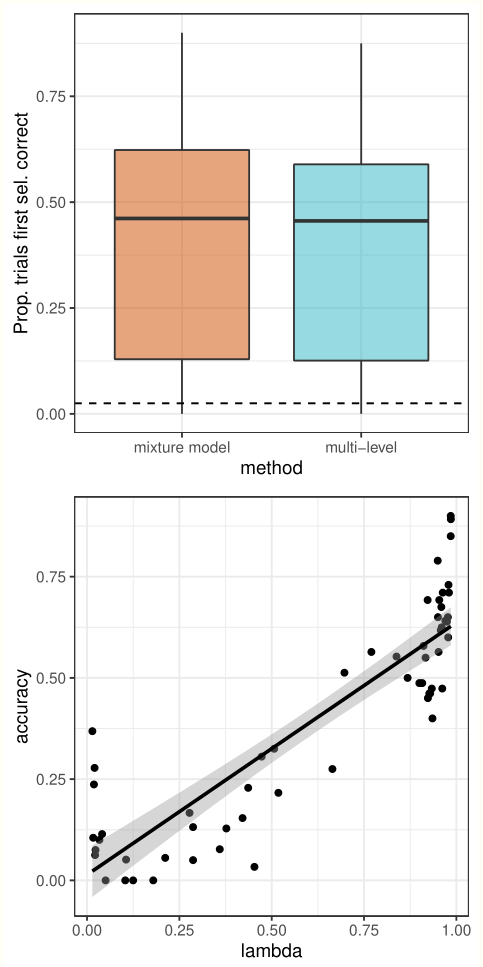 Prop. trials first sel. correct
0.75
0.50
0.25
0.00
mixture model
multi−level
method
accuracy
0.75
0.50
0.25
0.00
0.00
0.25
0.50
0.75
1.00
lambda